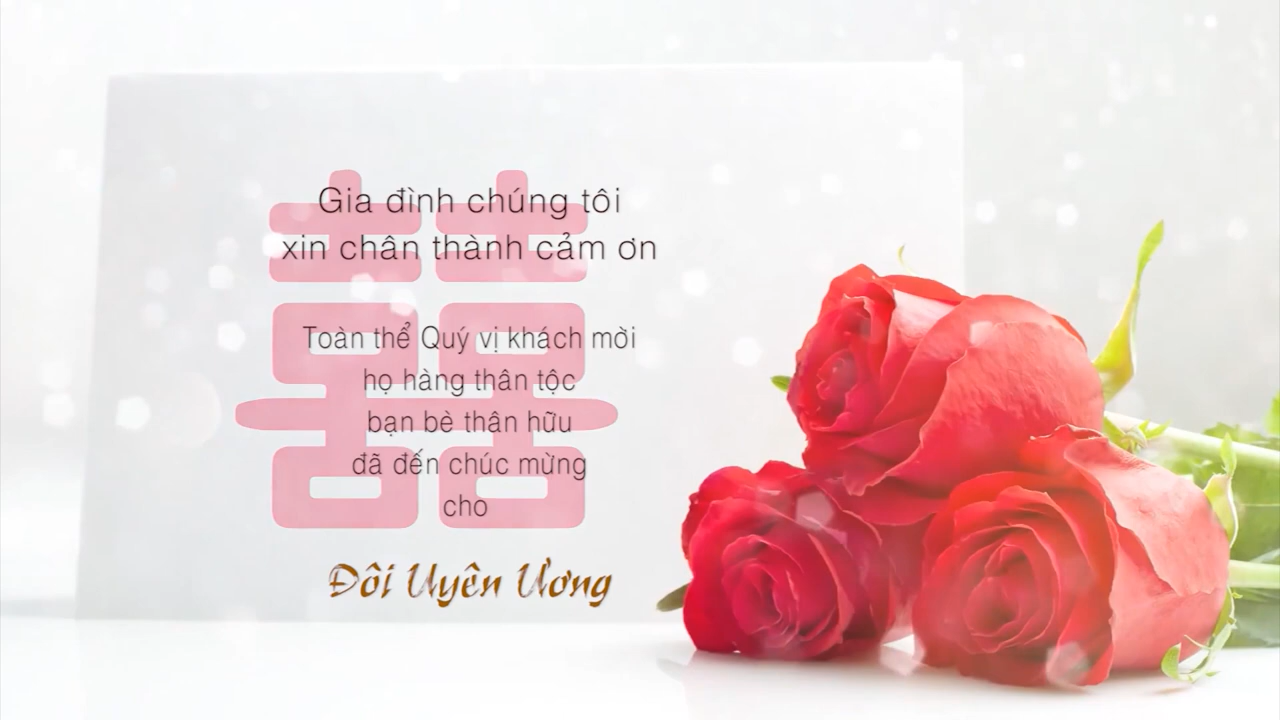 囍
Gia đình chúng tôi
xin chân thành cảm ơn
Toàn thể Quý vị khách mời
họ hàng thân tộc
bạn bè thân hữu
đã đến chúc mừng
cho
Đôi Uyên Ương